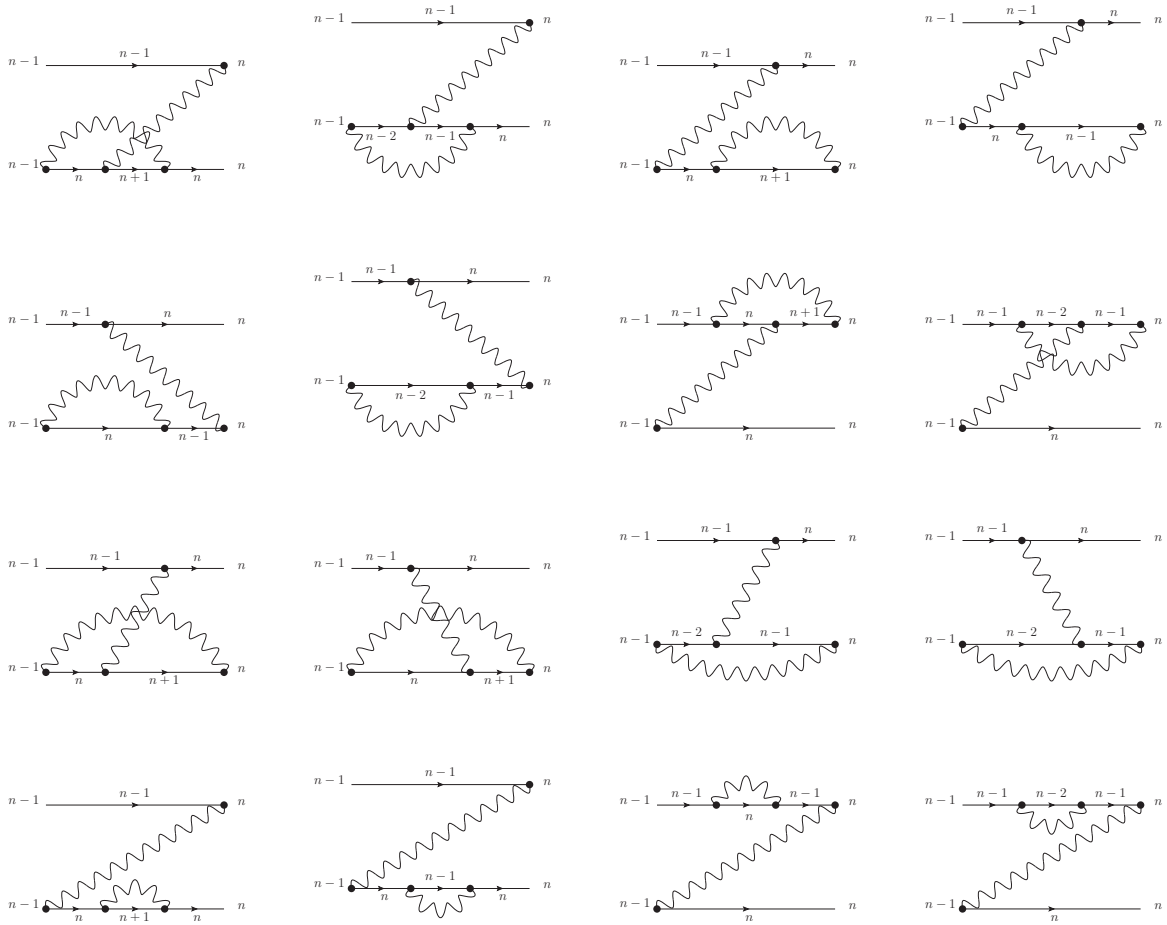 n − 1
n − 1 n
n − 1 n
n n + 1 n
n − 1
n − 1 n
n − 1 n
n − 2 n − 1 n
n − 1 n
n − 1 n
n − 1 n
n n + 1
n − 1 n
n − 1 n
n − 1 n
n n − 1
n − 1 n
n − 1 n
n − 1 n
n n − 1
n − 1 n
n − 1 n
n − 1 n
n − 2 n − 1
n − 1 n n + 1
n − 1 n
n − 1 n
n
n − 1 n − 2 n − 1
n − 1 n
n − 1 n
n
n − 1 n
n − 1 n
n − 1 n
n n + 1
n − 1 n
n − 1 n
n − 1 n
n n + 1
n − 1 n
n − 1 n
n − 2 n − 1
n − 1 n
n − 1 n
n − 1 n
n − 2 n − 1
n − 1 n
n − 1
n − 1 n
n − 1 n
n n + 1 n
n − 1
n − 1 n
n − 1
n − 1 n
n n
n − 1 n − 1
n − 1 n
n
n − 1 n
n
n − 1 n − 2 n − 1
n − 1 n
n − 1 n
n